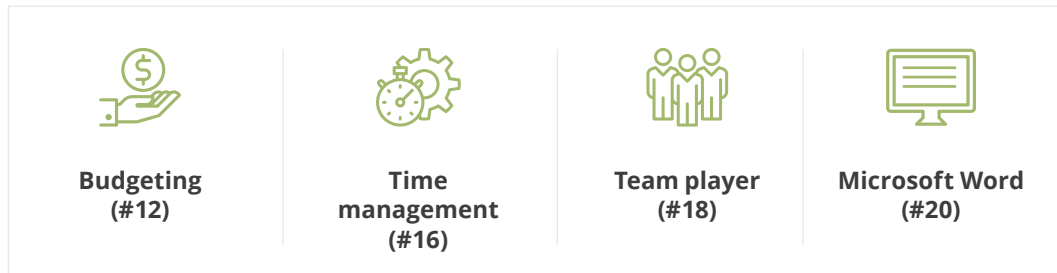 $
Budgeting
(#12)
Time
management
(#16)
Team player
(#18)
Microsoft Word
(#20)